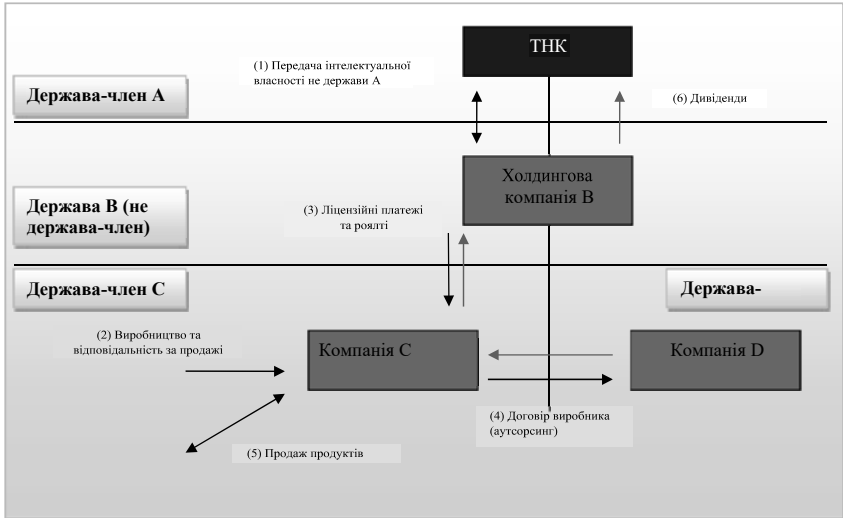 ТНК
(1) Передача інтелектуальної
власності не держави А
Держава-член А
(6) Дивіденди
Холдингова
компанія В
Держава В (не
держава-член)
(3) Ліцензійні платежі
та роялті
Держава-член С
Держава-
(2) Виробництво та
відповідальність за продажі
Компанія С
Компанія D
(4) Договір виробника
(аутсорсинг)
(5) Продаж продуктів